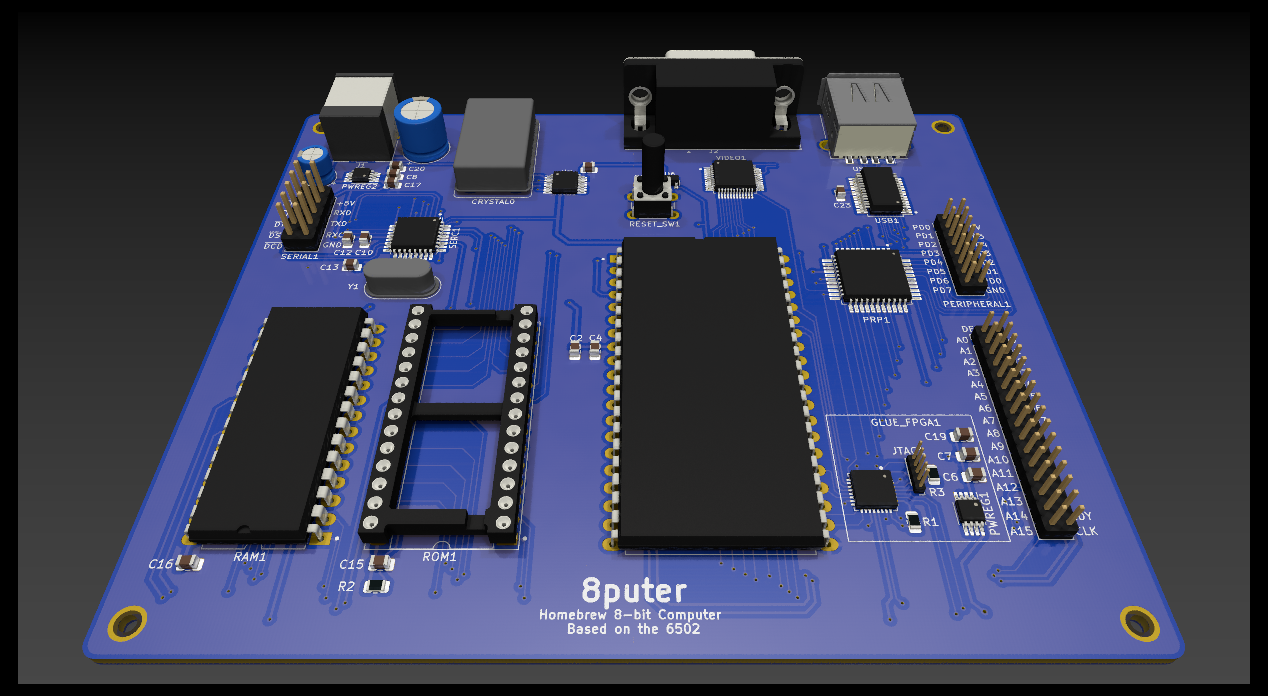 J2
VIDEO1
J3
PWREG2
C20
C8
C17
CRYSTAL0
RESET_SW1
C23
USB1
+5V
RXD
TXD
GND
SERIAL1
SERC1
C12 C10
C13
Y1
PD0
PD1
PD2
PD3
PD4
PD5
PD6
PD7
GND
PERIPHERAL1
PRP1
C2 C4
A0
A1
A2
A3
A4
A5
A6
A7
A8
A9
A10
A11
A12
A13
A14
A15
CLK
GLUE_FPGA1
C19
JTAG
C7
C6
R3
R1
PWREG1
RAM1
ROM1
C16
C15
R2
8puter
Homebrew 8-bit Computer
Based on the 6502